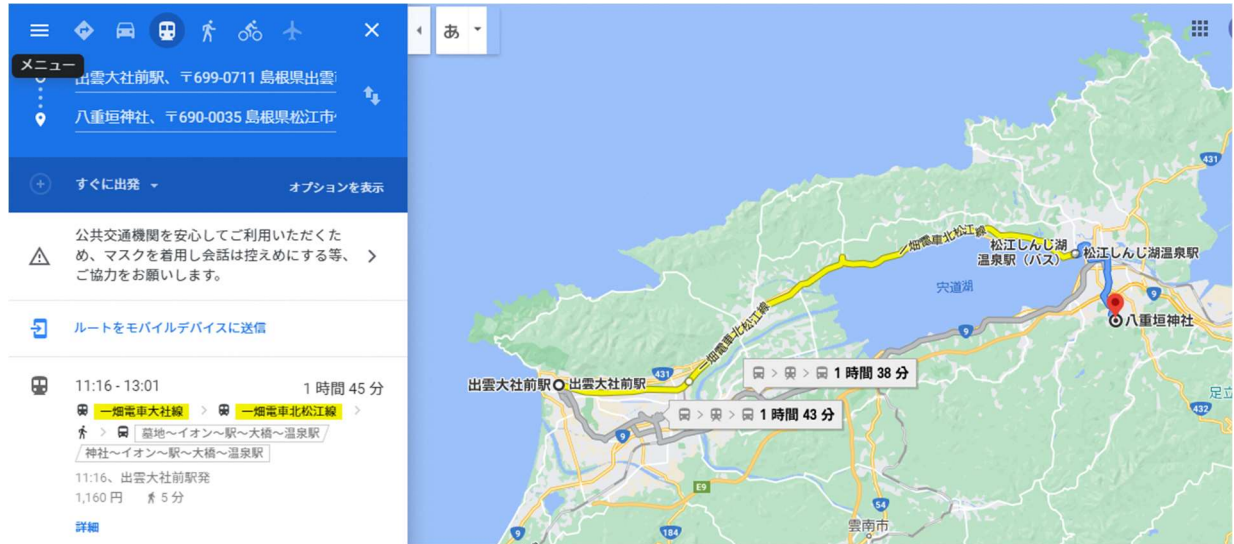 メニュー
出雲大社前駅、〒699-0711 島根県出雲
八重垣神社、〒690-0035 島根県松江市
すぐに出発
オプションを表示
公共交通機関を安心してご利用いただくた
め、マスクを着用し会話は控えめにする等、
ご協力をお願いします。
ルートをモバイルデバイスに送信
11:16 - 13:01
1 時間 45 分
一畑電車大社線 > 一畑電車北松江線 >
> 墓地～イオン～駅～大橋～温泉駅
神社～イオン～駅～大橋～温泉駅
11:16、出雲大社前駅発
1,160 円 5 分
詳細
あ
431
一畑電車北松江線
松江しんじ湖
温泉駅（バス）
松江しんじ湖温泉駅
宍道湖
9
八重垣神社
一畑電車北松江線
9
431
出雲大社前駅
出雲大社前駅
> > 1 時間 38 分
> > 1 時間 43 分
足立
432
9
E9
54
雲南市
184
9